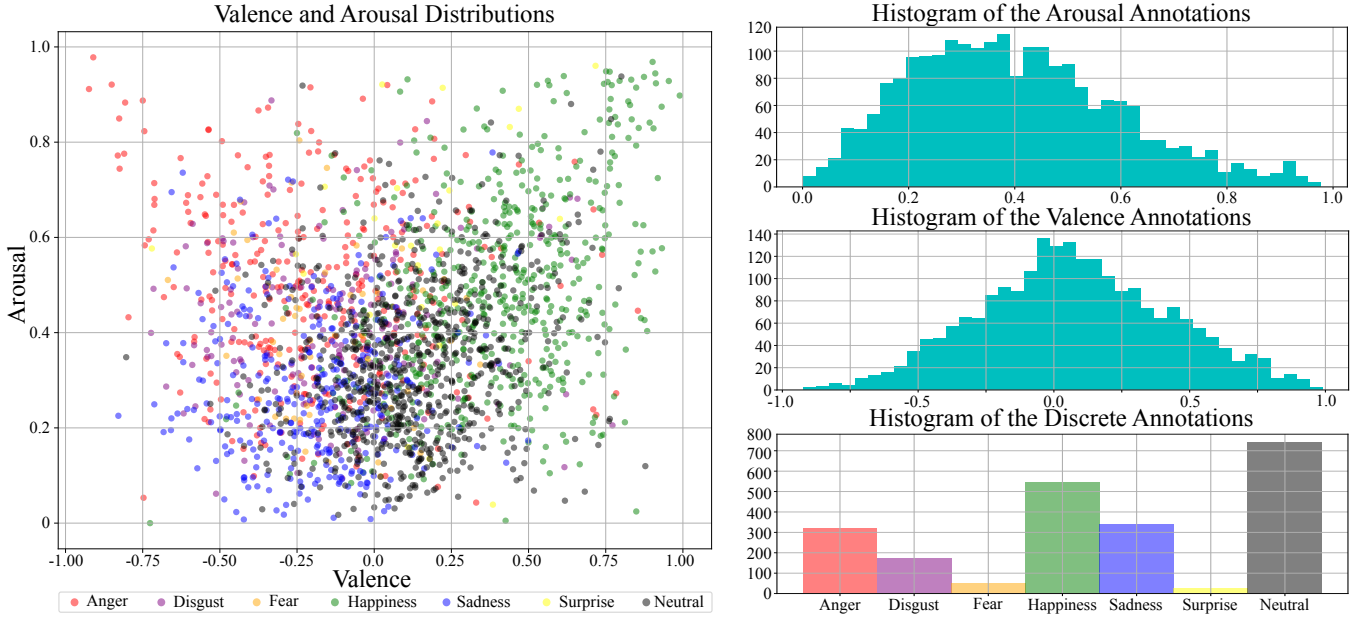 Valence and Arousal Distributions
1.0
0.8
0.6
0.4
0.2
0
Arousal
-1.00 -0.75 -0.50 -0.25 0.0 0.25 0.50 0.75 1.00
Valence
Anger Disgust Fear Happiness Sadness Surprise Neutral
Histogram of the Arousal Annotations
120
100
80
60
40
20
0
0.0 0.2 0.4 0.6 0.8 1.0
Histogram of the Valence Annotations
140
120
100
80
60
40
20
0
-1.0 -0.5 0.0 0.5 1.0
Histogram of the Discrete Annotations
800
700
600
500
400
300
200
100
0
Anger Disgust Fear Happiness Sadness Surprise Neutral